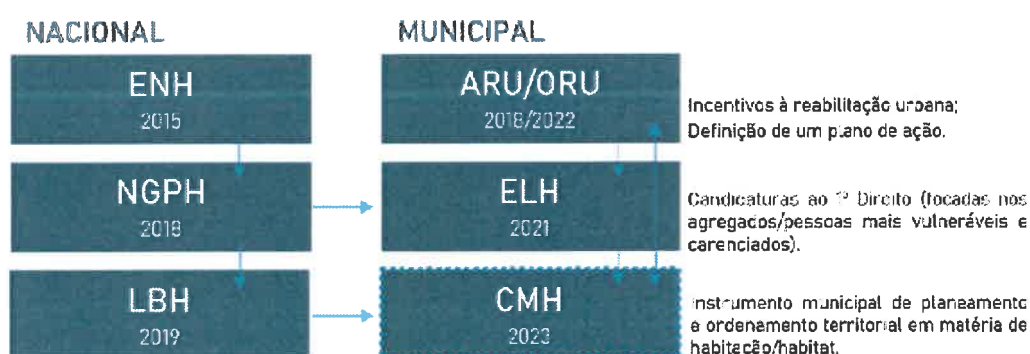 NACIONAL
MUNICIPAL
ENH
2015
ARU/ORU
2018/2022
Incentivos à reabilitação urbana;
Definição de um plano de ação.
NGPH
2018
ELH
2021
Candidaturas ao 1º Direito (focadas nos
agregados/pessoas mais vulneráveis e
carenciados).
LBH
2019
CMH
2023
Instrumento municipal de planeamento
e ordenamento territorial em matéria de
habitação/habitat.